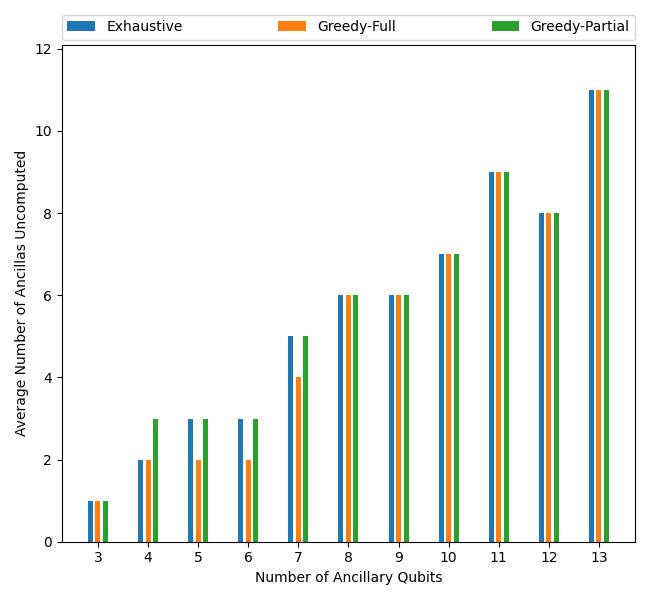 Exhaustive Greedy-Full Greedy-Partial
12
10
8
6
4
2
0
Average Number of Ancillas Uncomputed
3 4 5 6 7 8 9 10 11 12 13
Number of Ancillary Qubits